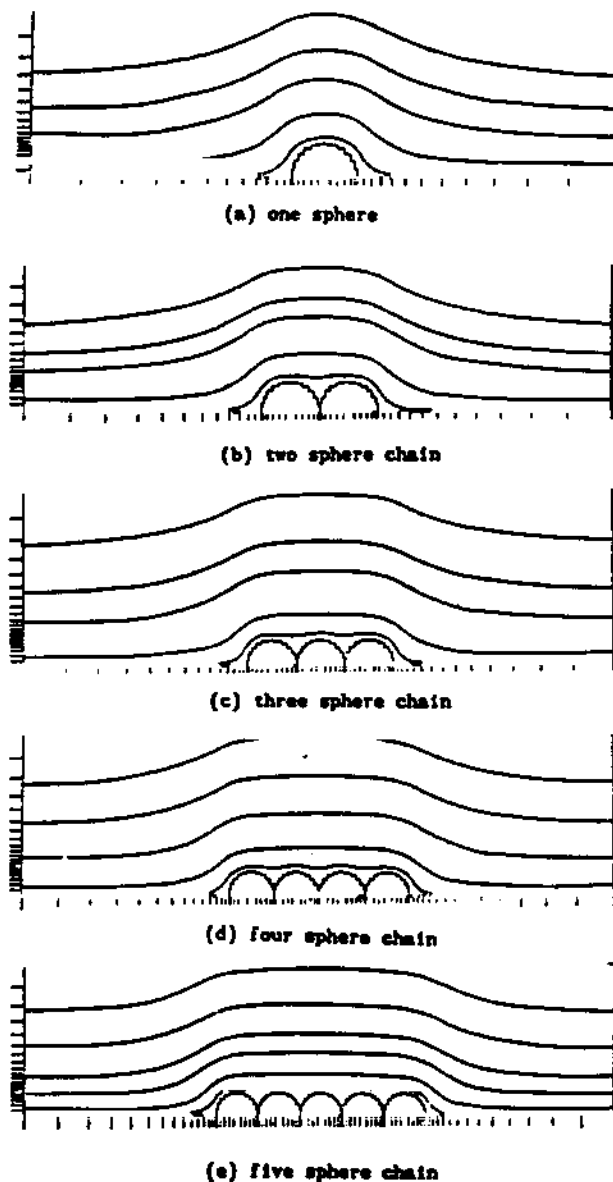 (a) one sphere
(b) two sphere chain
(c) three sphere chain
(d) four sphere chain
(e) five sphere chain